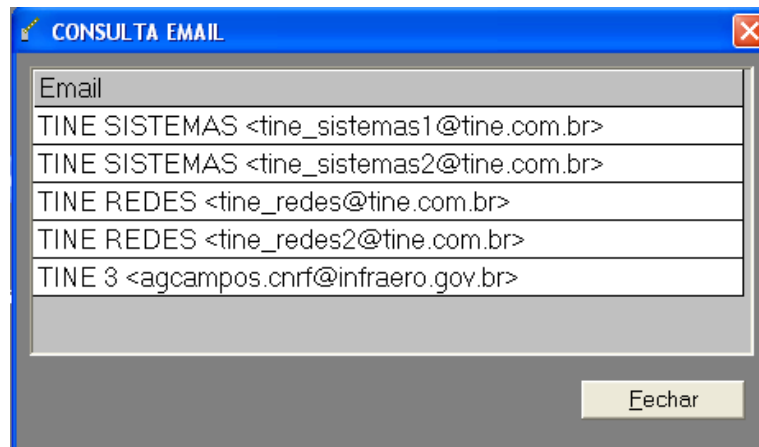 CONSULTA EMAIL
Email
TINE SISTEMAS <tine_sistemas1@tine.com.br>
TINE SISTEMAS <tine_sistemas2@tine.com.br>
TINE REDES <tine_redes@tine.com.br>
TINE REDES <tine_redes2@tine.com.br>
TINE 3 <agcampos.cnrf@infraero.gov.br>
Fechar